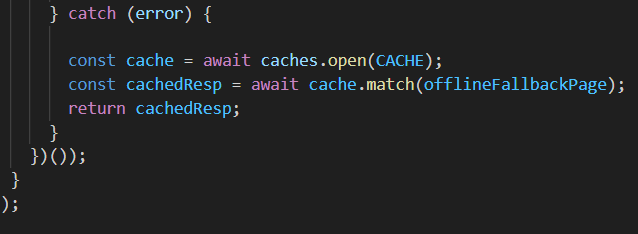 } catch (error) {
const cache = await caches.open(CACHE);
const cachedResp = await cache.match(offlineFallbackPage);
return cachedResp;
}
})());
}
);